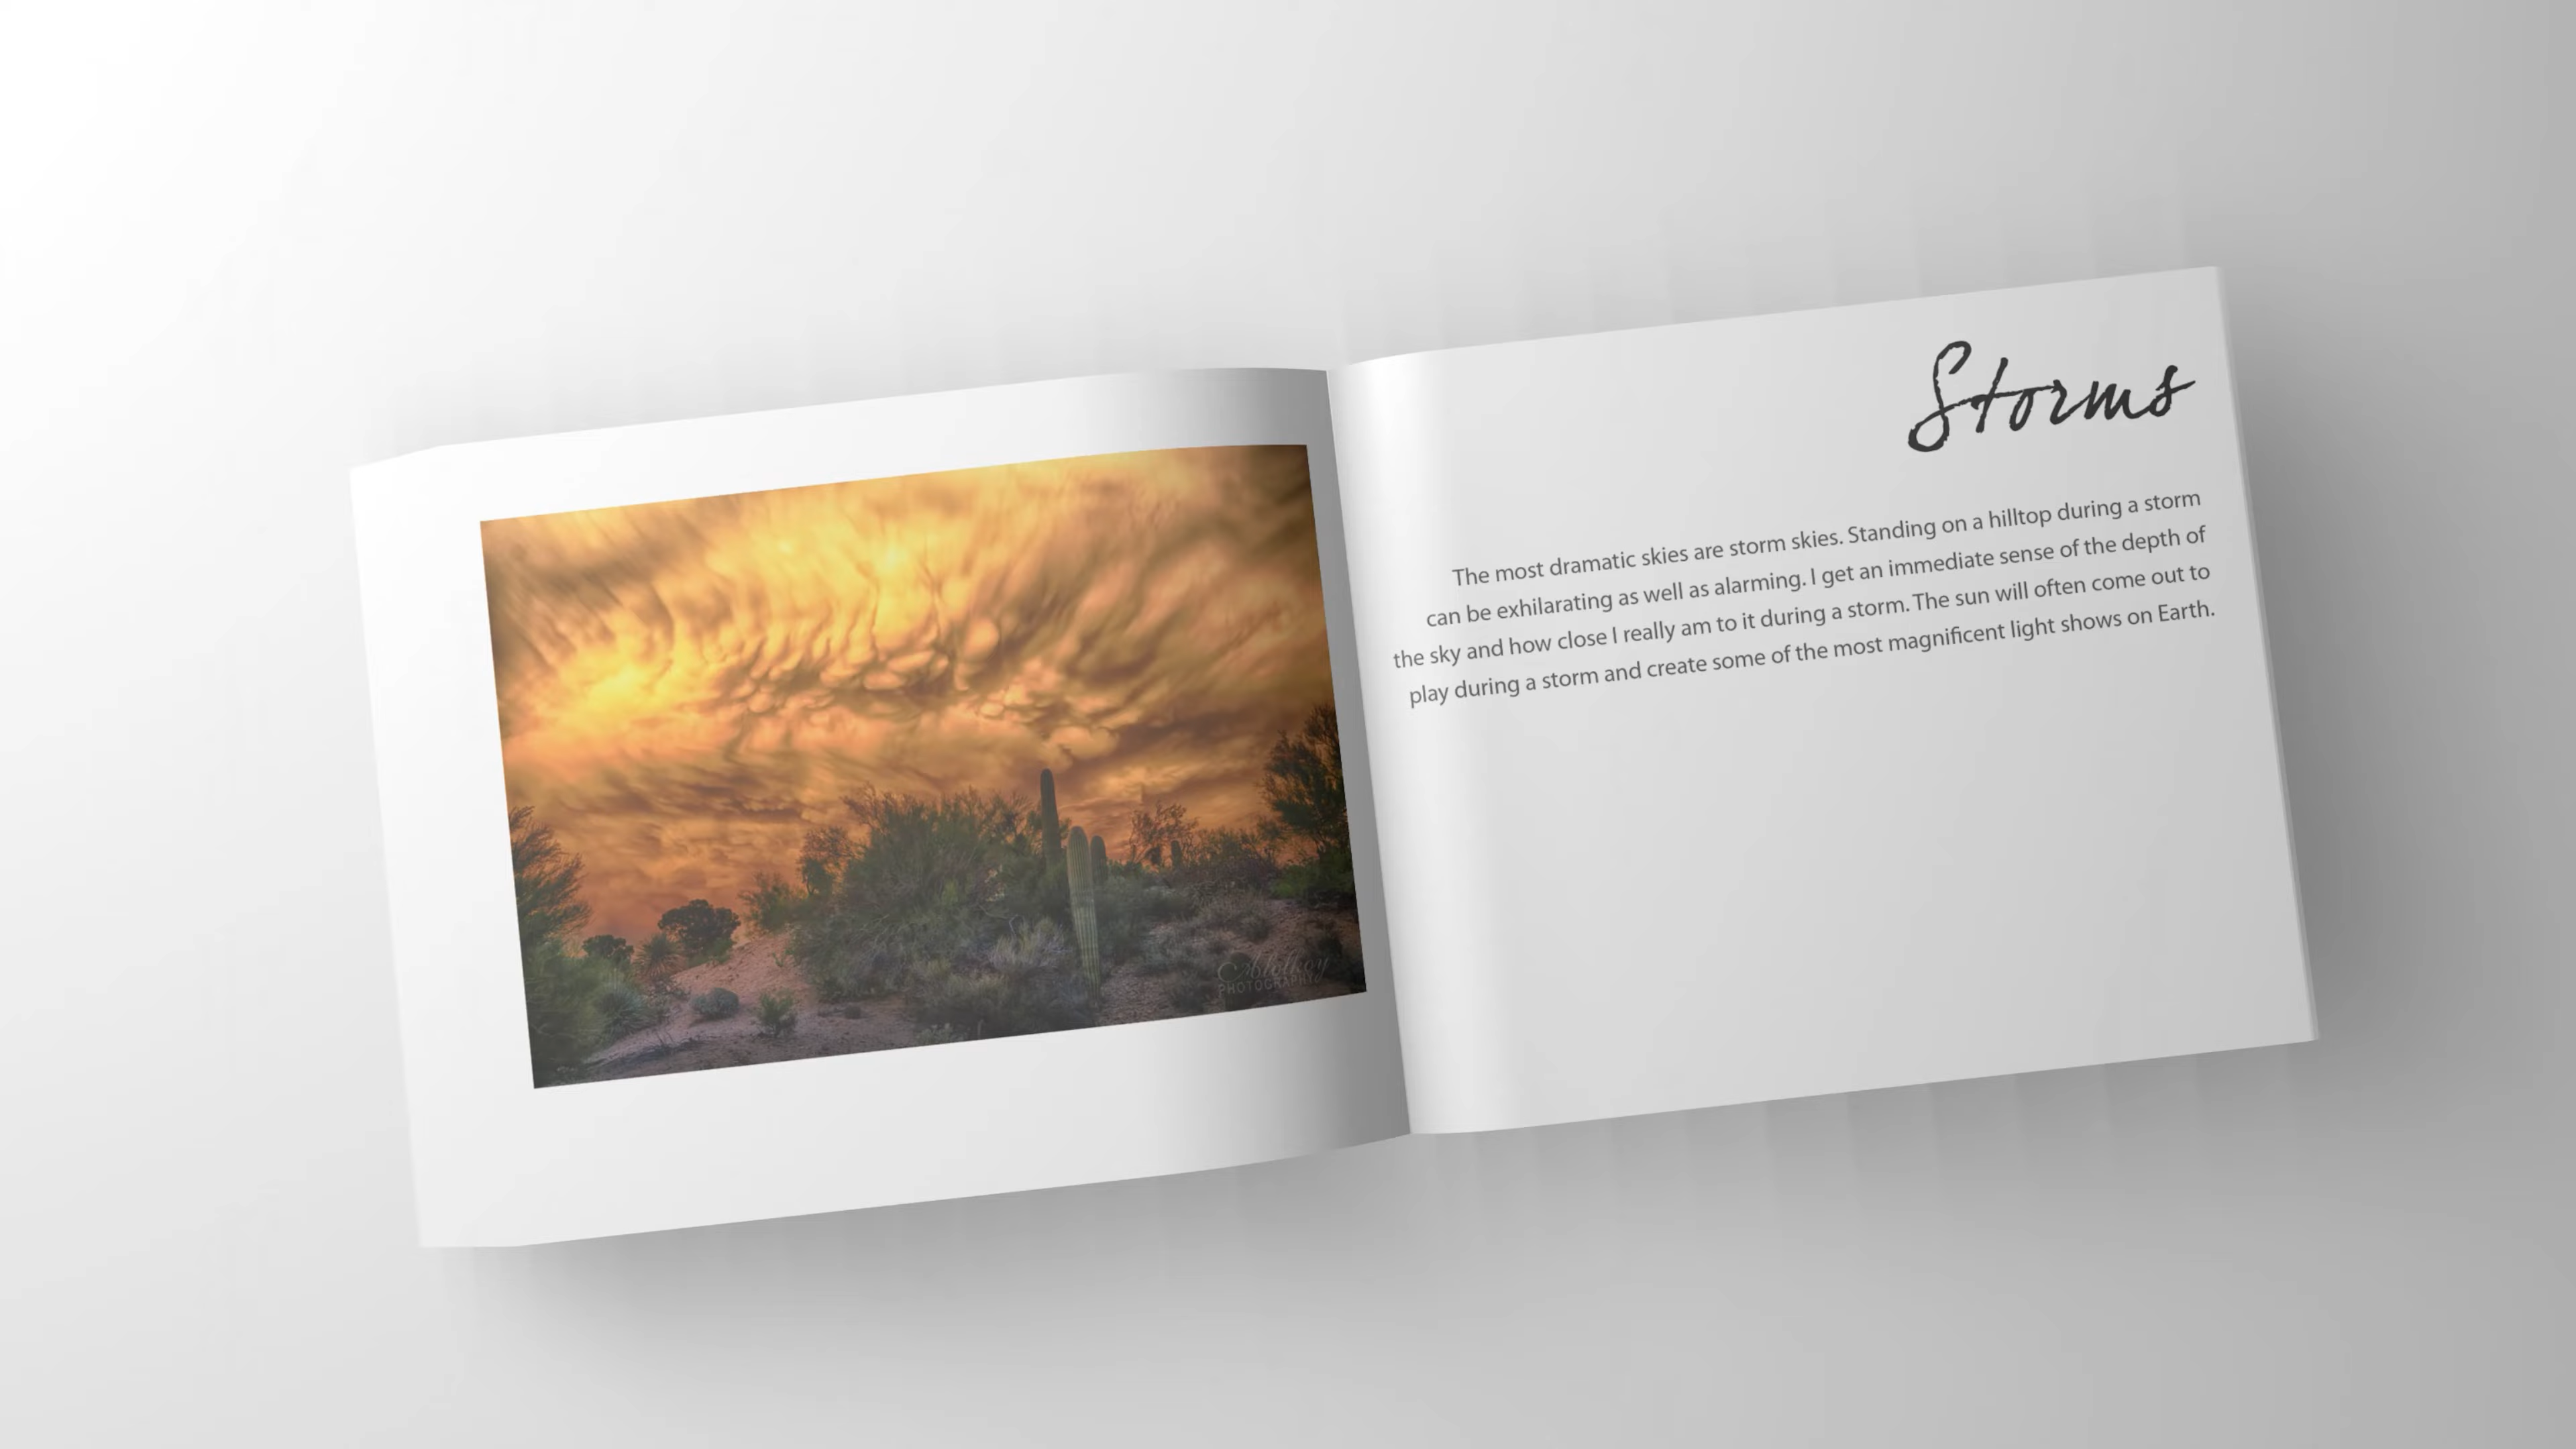 Storms
The most dramatic skies are storm skies. Standing on a hilltop during a storm
can be exhilarating as well as alarming. I get an immediate sense of the depth of
the sky and how close I really am to it during a storm. The sun will often come out to
play during a storm and create some of the most magnificent light shows on Earth.
PHOTOGRAPHY